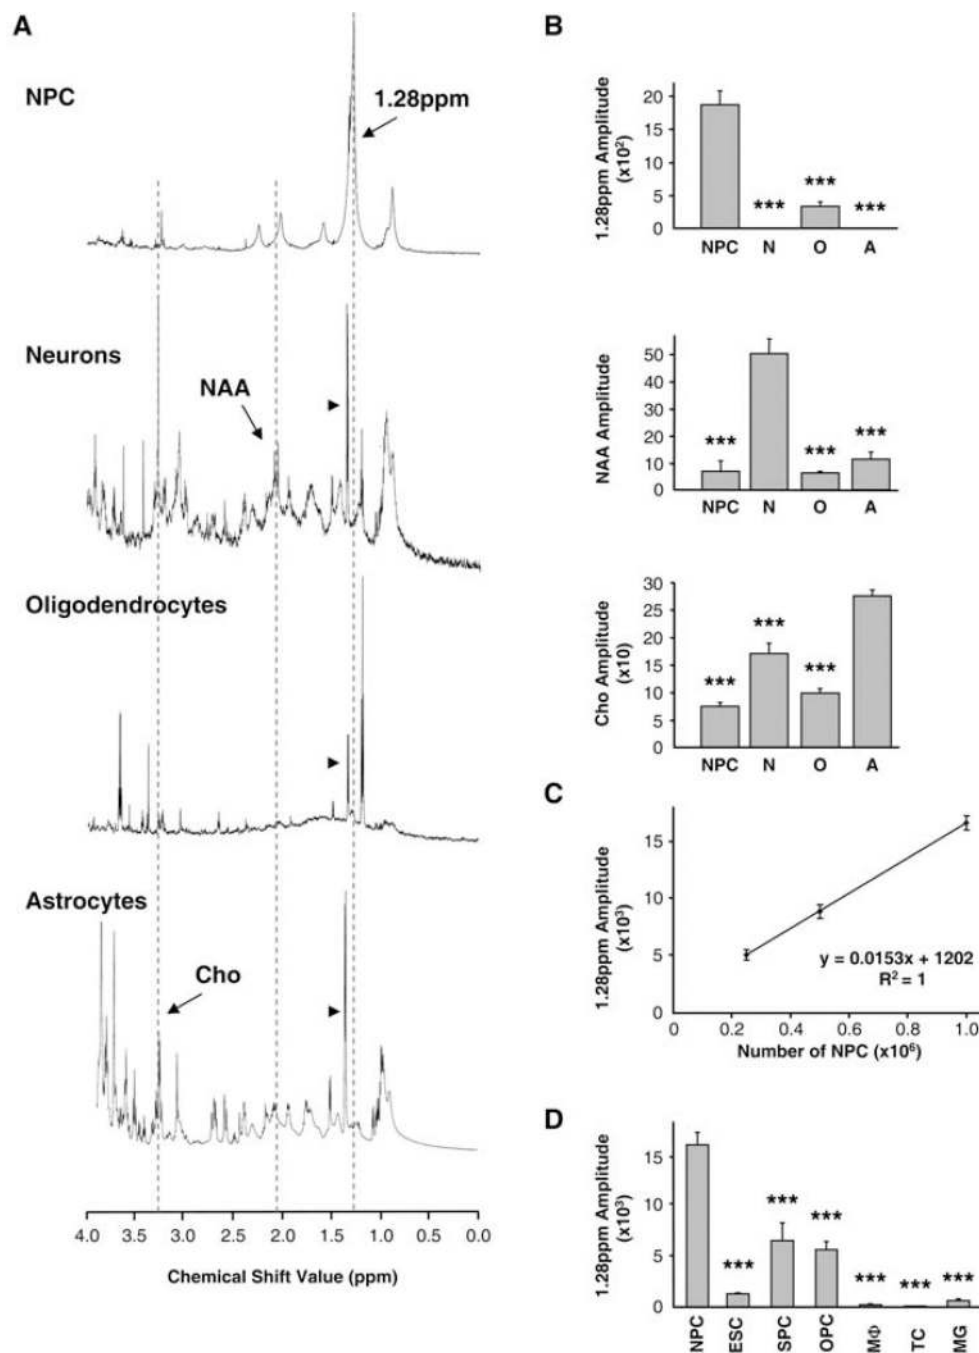 A
NPC
1.28ppm
Neurons
NAA
Oligodendrocytes
Astrocytes
Cho
4.0 3.5 3.0 2.5 2.0 1.5 1.0 0.5 0.0
Chemical Shift Value (ppm)
B
1.28ppm Amplitude
(x10²)
20
15
10
5
0
*** *** ***
NPC N O A
NAA Amplitude
50
40
30
20
10
0
*** *** ***
NPC N O A
Cho Amplitude
(x10)
30
25
20
15
10
5
0
*** *** ***
NPC N O A
C
1.28ppm Amplitude
(x10³)
15
10
5
0
y = 0.0153x + 1202
R² = 1
0 0.2 0.4 0.6 0.8 1.0
Number of NPC (x10⁶)
D
1.28ppm Amplitude
(x10³)
15
10
5
0
*** *** *** *** *** ***
NPC ESC SPC OPC MΦ TC MG